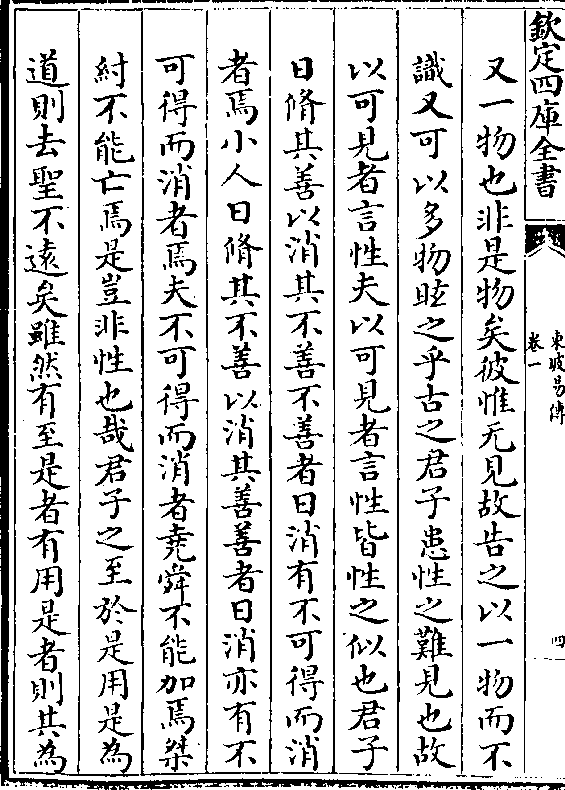 欽定四庫全書
東坡易傳
卷一
四
又一物也非是物矣彼惟无見故告之以一物而不
識又可以多物眩之乎古之君子患性之難見也故
以可見者言性夫以可見者言性皆性之似也君子
日脩其善以消其不善不善者日消有不可得而消
者焉小人日脩其不善以消其善善者日消亦有不
可得而消者焉夫不可得而消者堯舜不能加焉桀
紂不能亡焉是豈非性也哉君子之至於是用是為
道則去聖不遠矣雖然有至是者有用是者則其為